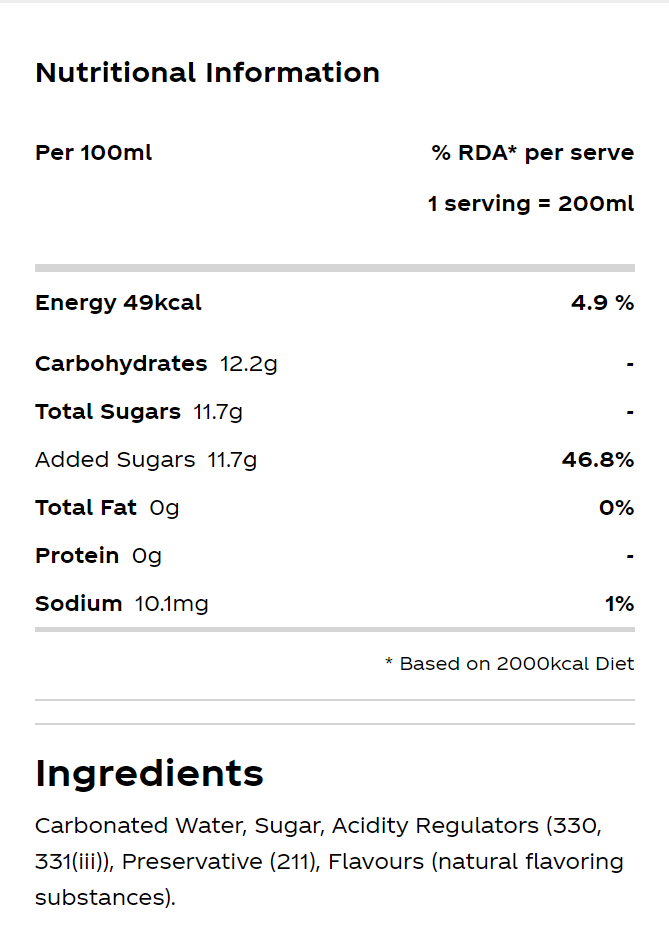 Nutritional Information
Per 100ml % RDA* per serve
1 serving = 200ml
Energy 49kcal 4.9 %
Carbohydrates 12.2g -
Total Sugars 11.7g -
Added Sugars 11.7g 46.8%
Total Fat 0g 0%
Protein 0g -
Sodium 10.1mg 1%
* Based on 2000kcal Diet
Ingredients
Carbonated Water, Sugar, Acidity Regulators (330,
331(iii)), Preservative (211), Flavours (natural flavoring
substances).